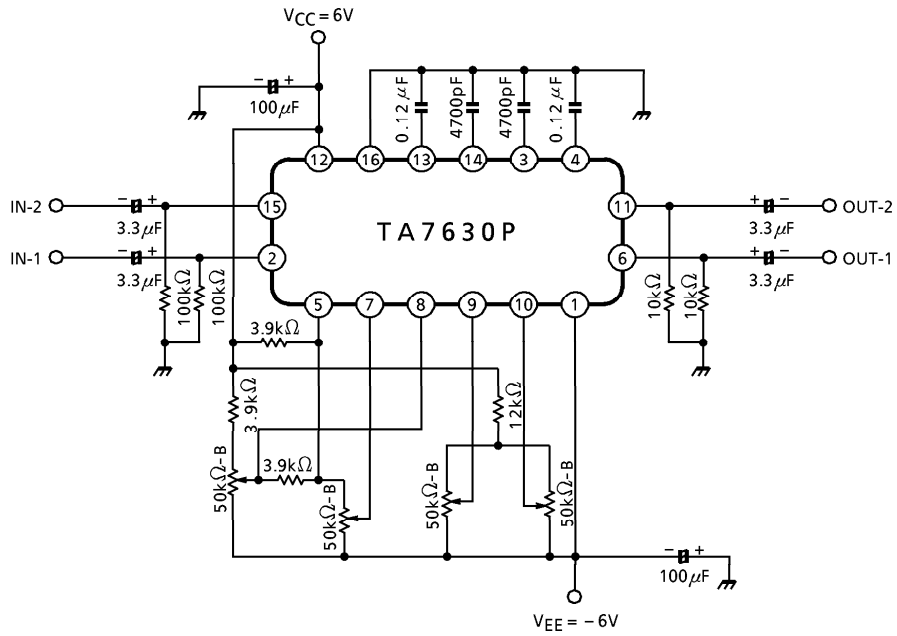 VCC = 6V
− +
100μF
0.12μF
4700pF
4700pF
0.12μF
12
16
13
14
3
4
IN-2
− +
3.3μF
15
TA7630P
11
+ −
3.3μF
OUT-2
IN-1
− +
3.3μF
2
6
+ −
3.3μF
OUT-1
100kΩ
100kΩ
10kΩ
10kΩ
5
7
8
9
10
1
3.9kΩ
3.9kΩ
12kΩ
50kΩ-B
3.9kΩ
50kΩ-B
50kΩ-B
50kΩ-B
− +
100μF
VEE = −6V